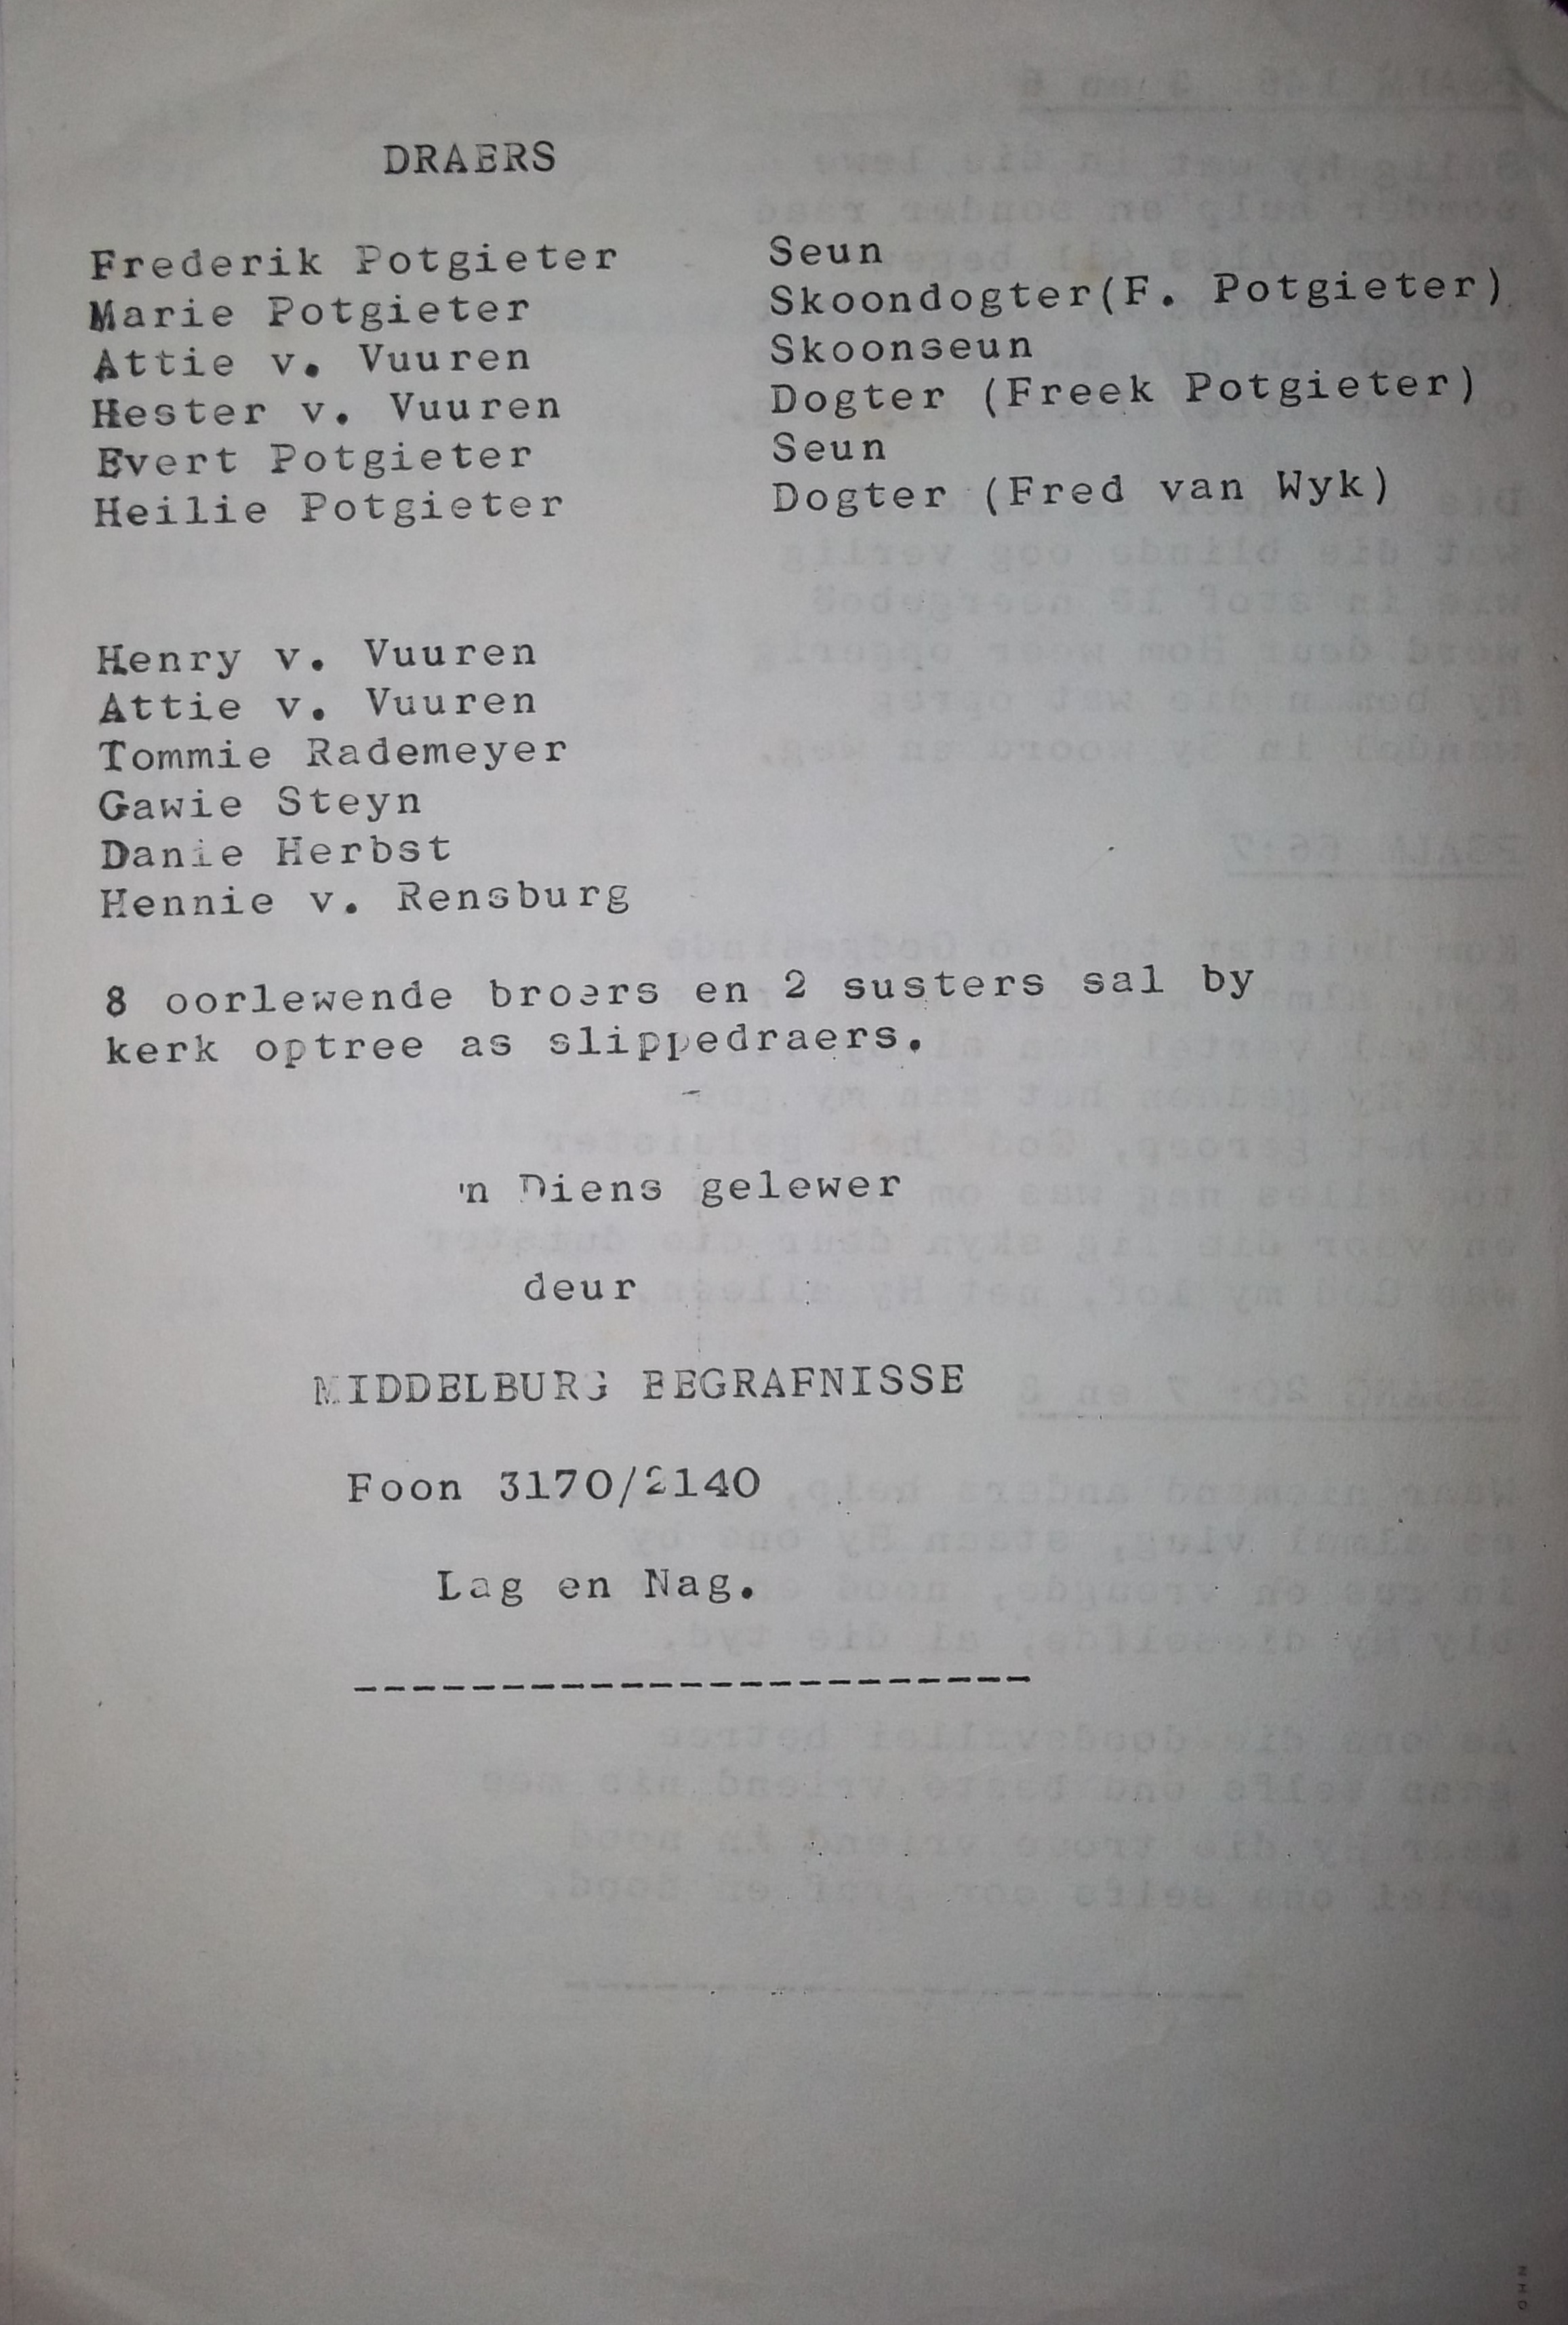 DRAERS
Frederik Potgieter Seun
Marie Potgieter Skoondogter(F. Potgieter)
Attie v. Vuuren Skoonseun
Hester v. Vuuren Dogter (Freek Potgieter)
Evert Potgieter Seun
Heilie Potgieter Dogter (Fred van Wyk)
Henry v. Vuuren
Attie v. Vuuren
Tommie Rademeyer
Gawie Steyn
Danie Herbst
Hennie v. Rensburg
8 oorlewende broers en 2 susters sal by
kerk optree as slippedraers.
'n Diens gelewer
deur
MIDDELBURG BEGRAFNISSE
Foon 3170/2140
Lag en Nag.